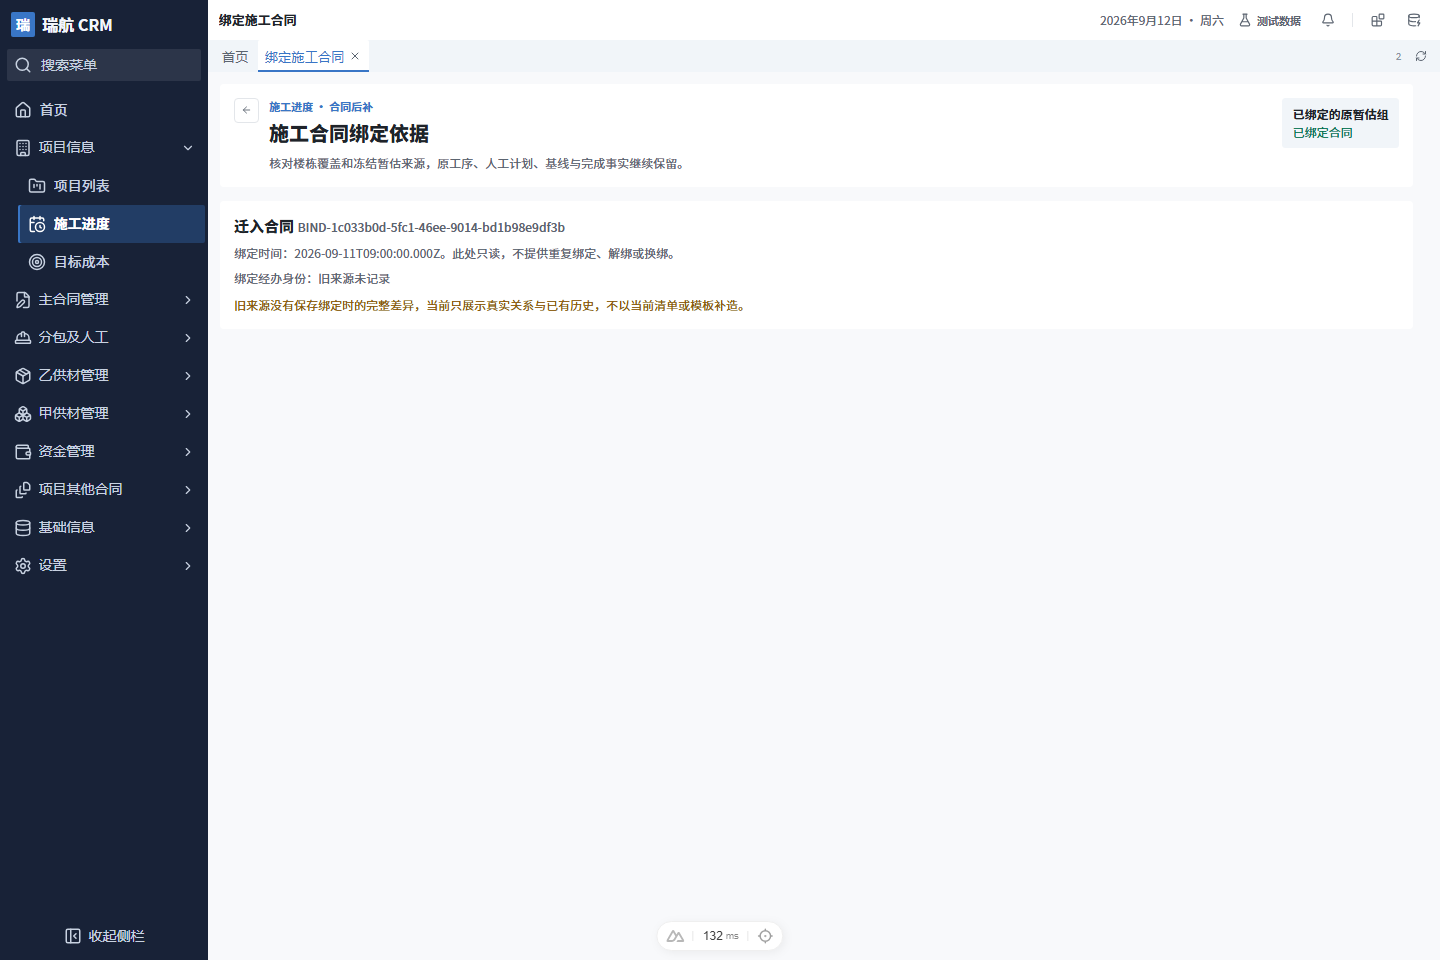 瑞 瑞航 CRM
搜索菜单
首页
项目信息
项目列表
施工进度
目标成本
主合同管理
分包及人工
乙供材管理
甲供材管理
资金管理
项目其他合同
基础信息
设置
收起侧栏
绑定施工合同
2026年9月12日 • 周六 测试数据
首页 绑定施工合同 2
施工进度 • 合同后补
施工合同绑定依据
核对楼栋覆盖和冻结暂估来源，原工序、人工计划、基线与完成事实继续保留。
已绑定的原暂估组
已绑定合同
迁入合同 BIND-1c033b0d-5fc1-46ee-9014-bd1b98e9df3b
绑定时间：2026-09-11T09:00:00.000Z。此处只读，不提供重复绑定、解绑或换绑。
绑定经办身份：旧来源未记录
旧来源没有保存绑定时的完整差异，当前只展示真实关系与已有历史，不以当前清单或模板补造。
132 ms